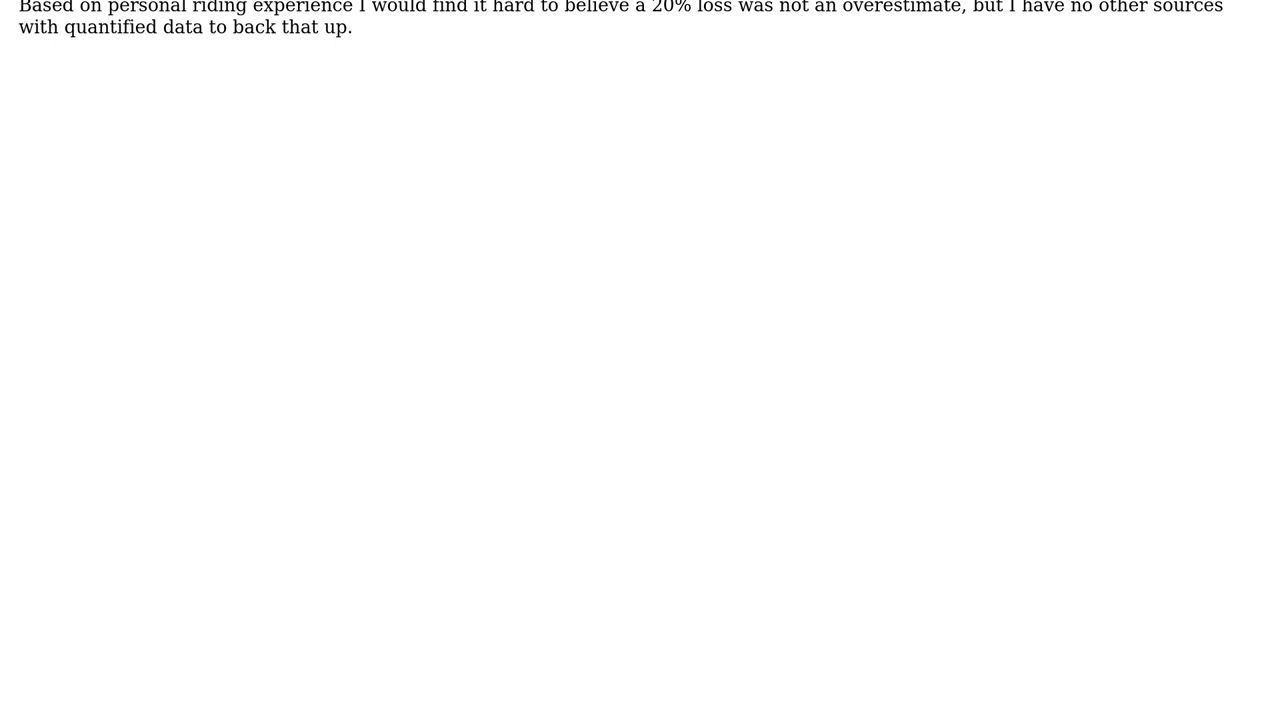 Based on personal riding experience I would find it hard to believe a 20% loss was not an overestimate, but I have no other sources
with quantified data to back that up.